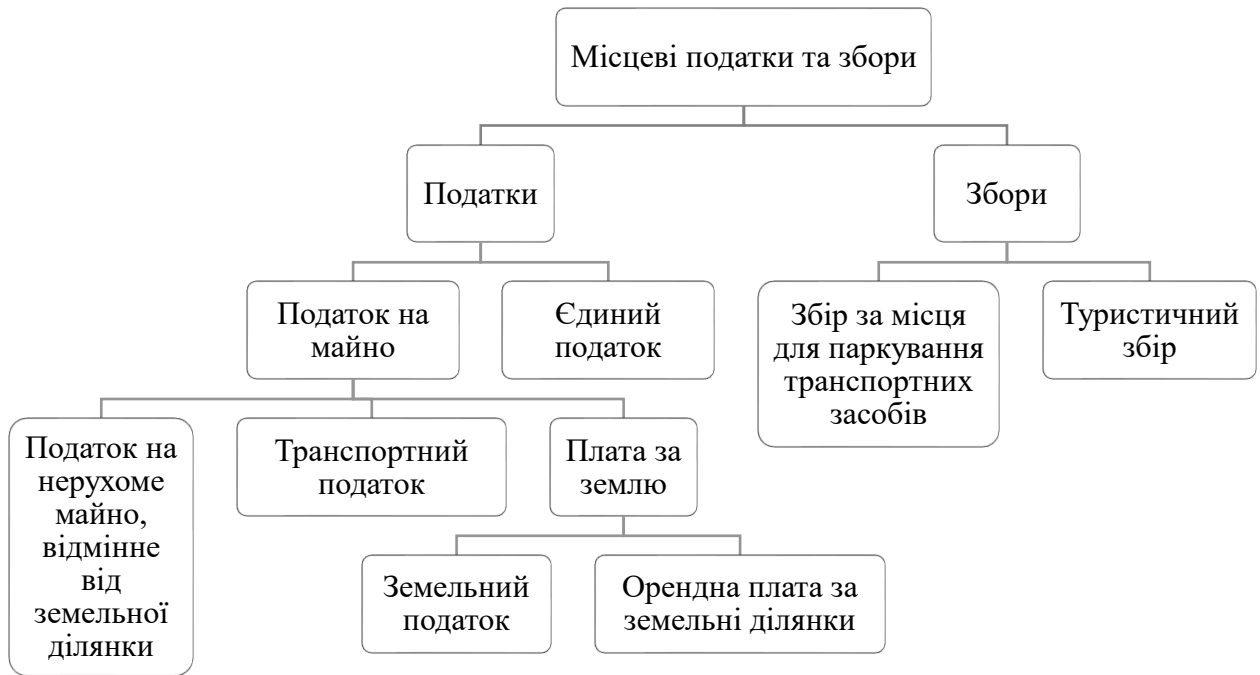 Місцеві податки та збори
Податки
Збори
Податок на
майно
Єдиний
податок
Збір за місця
для паркування
транспортних
засобів
Туристичний
збір
Податок на
нерухоме
майно,
відмінне
від
земельної
ділянки
Транспортний
податок
Плата за
землю
Земельний
податок
Орендна плата за
земельні ділянки